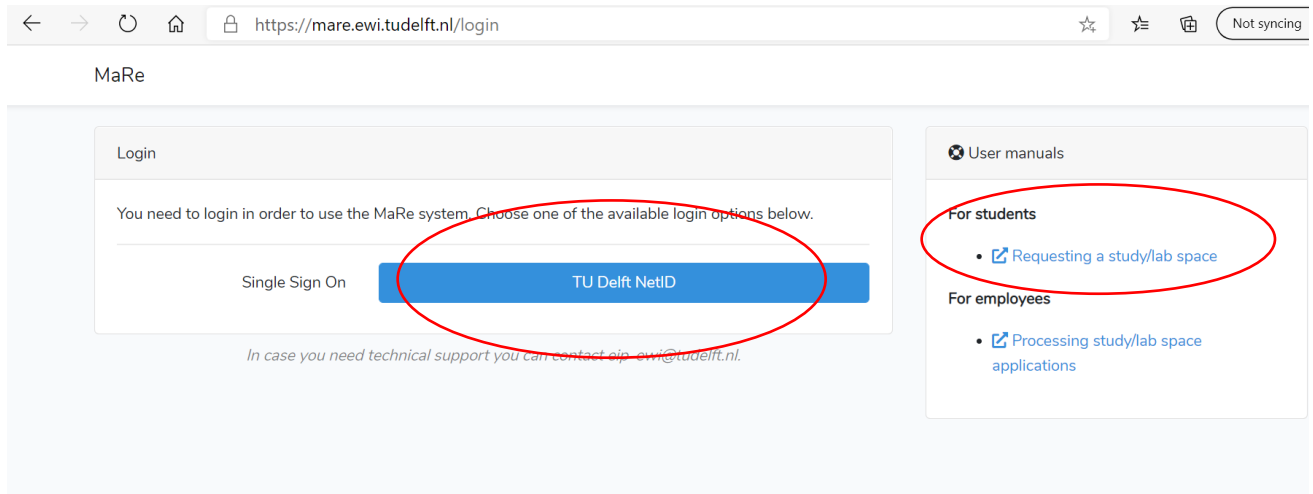 https://mare.ewi.tudelft.nl/login
Not syncing
MaRe
Login
You need to login in order to use the MaRe system. Choose one of the available login options below.
Single Sign On
TU Delft NetID
In case you need technical support you can contact eip-ewi@tudelft.nl.
User manuals
For students
• Requesting a study/lab space
For employees
• Processing study/lab space
applications